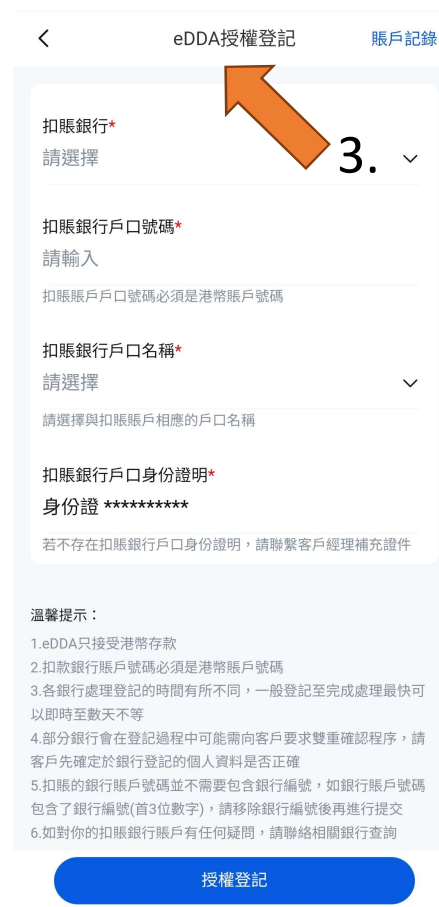 eDDA授權登記
賬戶記錄
3.
扣賬銀行*
請選擇
扣賬銀行戶口號碼*
請輸入
扣賬賬戶戶口號碼必須是港幣賬戶號碼
扣賬銀行戶口名稱*
請選擇
請選擇與扣賬賬戶相應的戶口名稱
扣賬銀行戶口身份證明*
身份證 **********
若不存在扣賬銀行戶口身份證明，請聯繫客戶經理補充證件
溫馨提示：
1.eDDA只接受港幣存款
2.扣款銀行賬戶號碼必須是港幣賬戶號碼
3.各銀行處理登記的時間有所不同，一般登記至完成處理最快可
以即時至數天不等
4.部分銀行會在登記過程中可能需向客戶要求雙重確認程序，請
客戶先確定於銀行登記的個人資料是否正確
5.扣賬的銀行賬戶號碼並不需要包含銀行編號，如銀行賬戶號碼
包含了銀行編號(首3位數字)，請移除銀行編號後再進行提交
6.如對你的扣賬銀行賬戶有任何疑問，請聯絡相關銀行查詢
授權登記